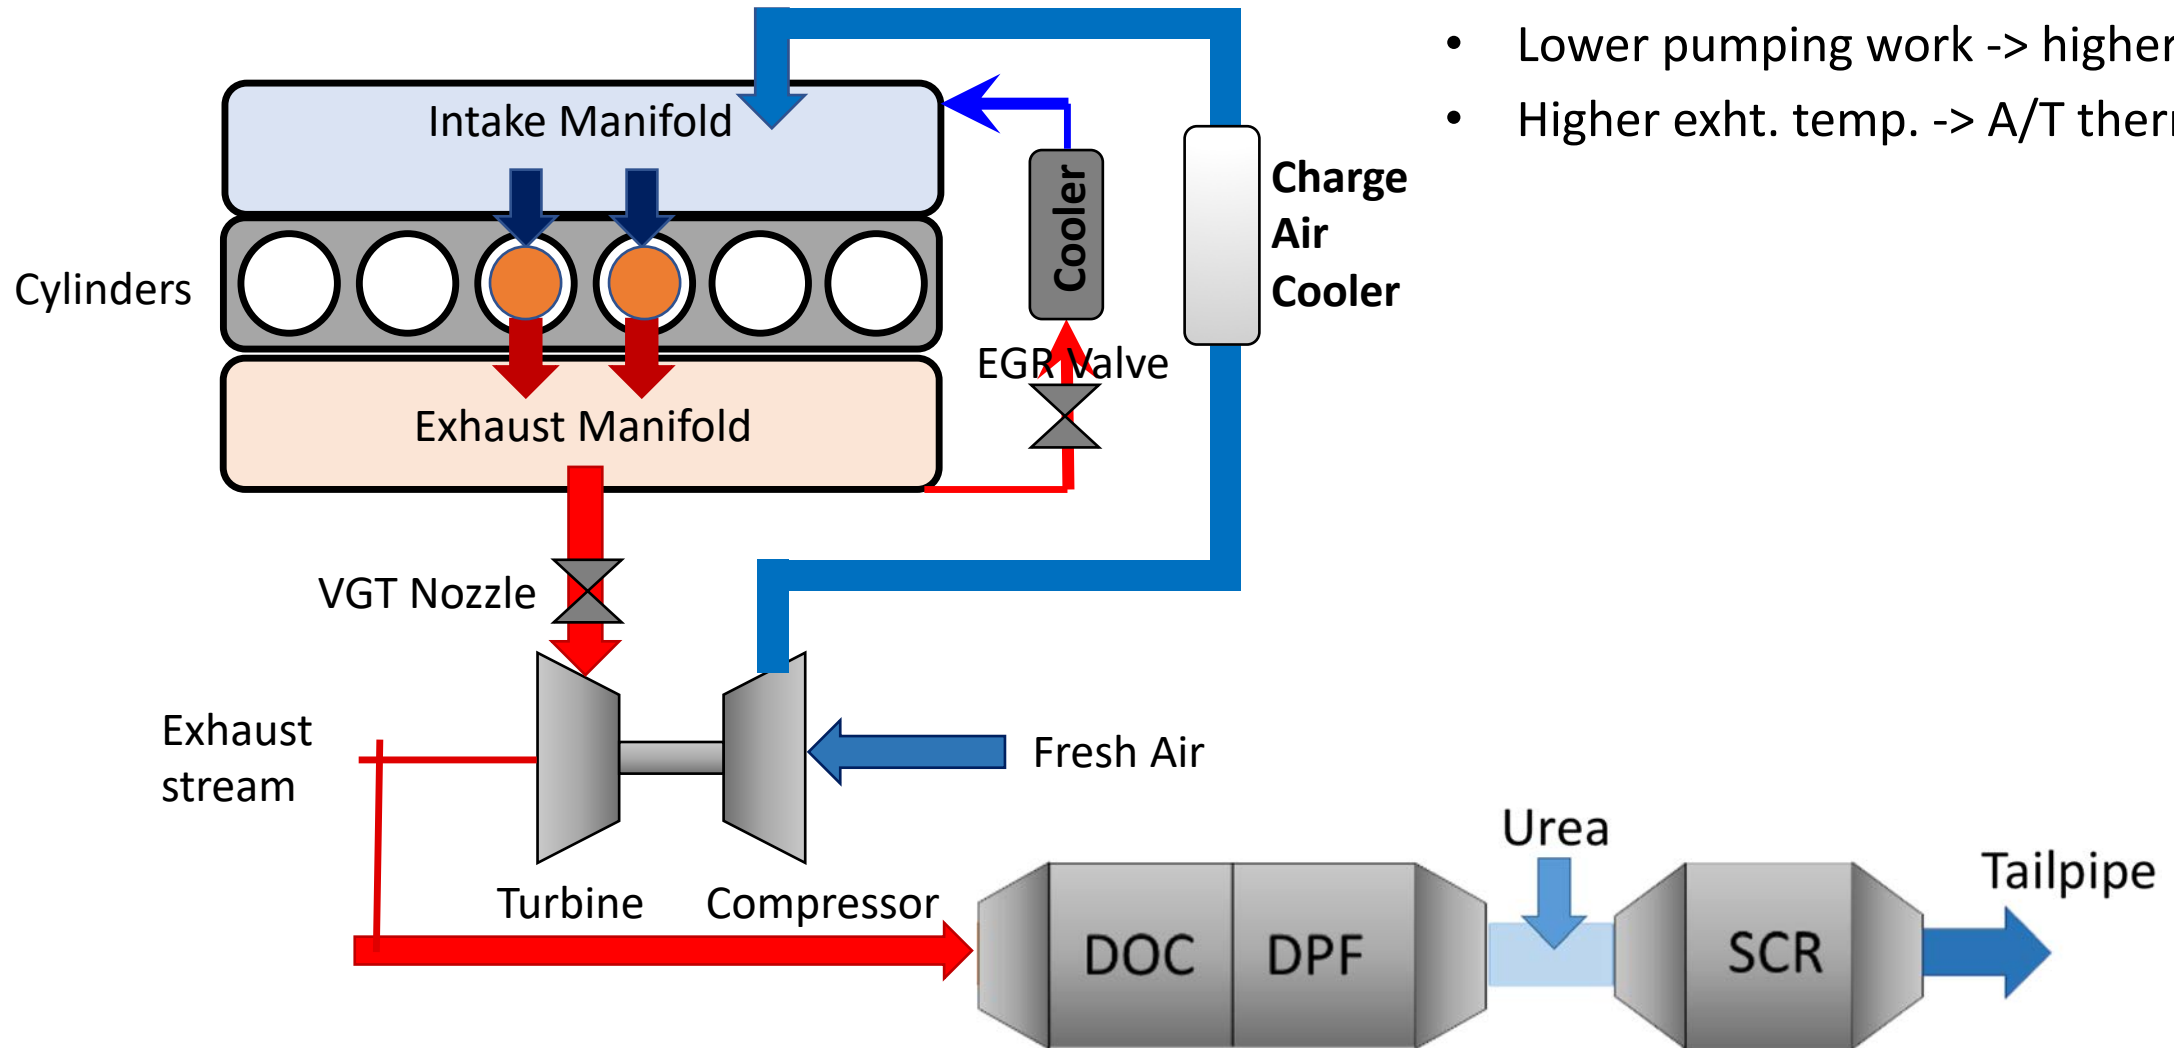 • Lower pumping work -> higher
• Higher exht. temp. -> A/T
Intake Manifold
Cooler
Charge
Air
Cooler
Cylinders
EGR Valve
Exhaust Manifold
VGT Nozzle
Exhaust
stream
Fresh Air
Turbine
Compressor
Urea
Tailpipe
DOC
DPF
SCR